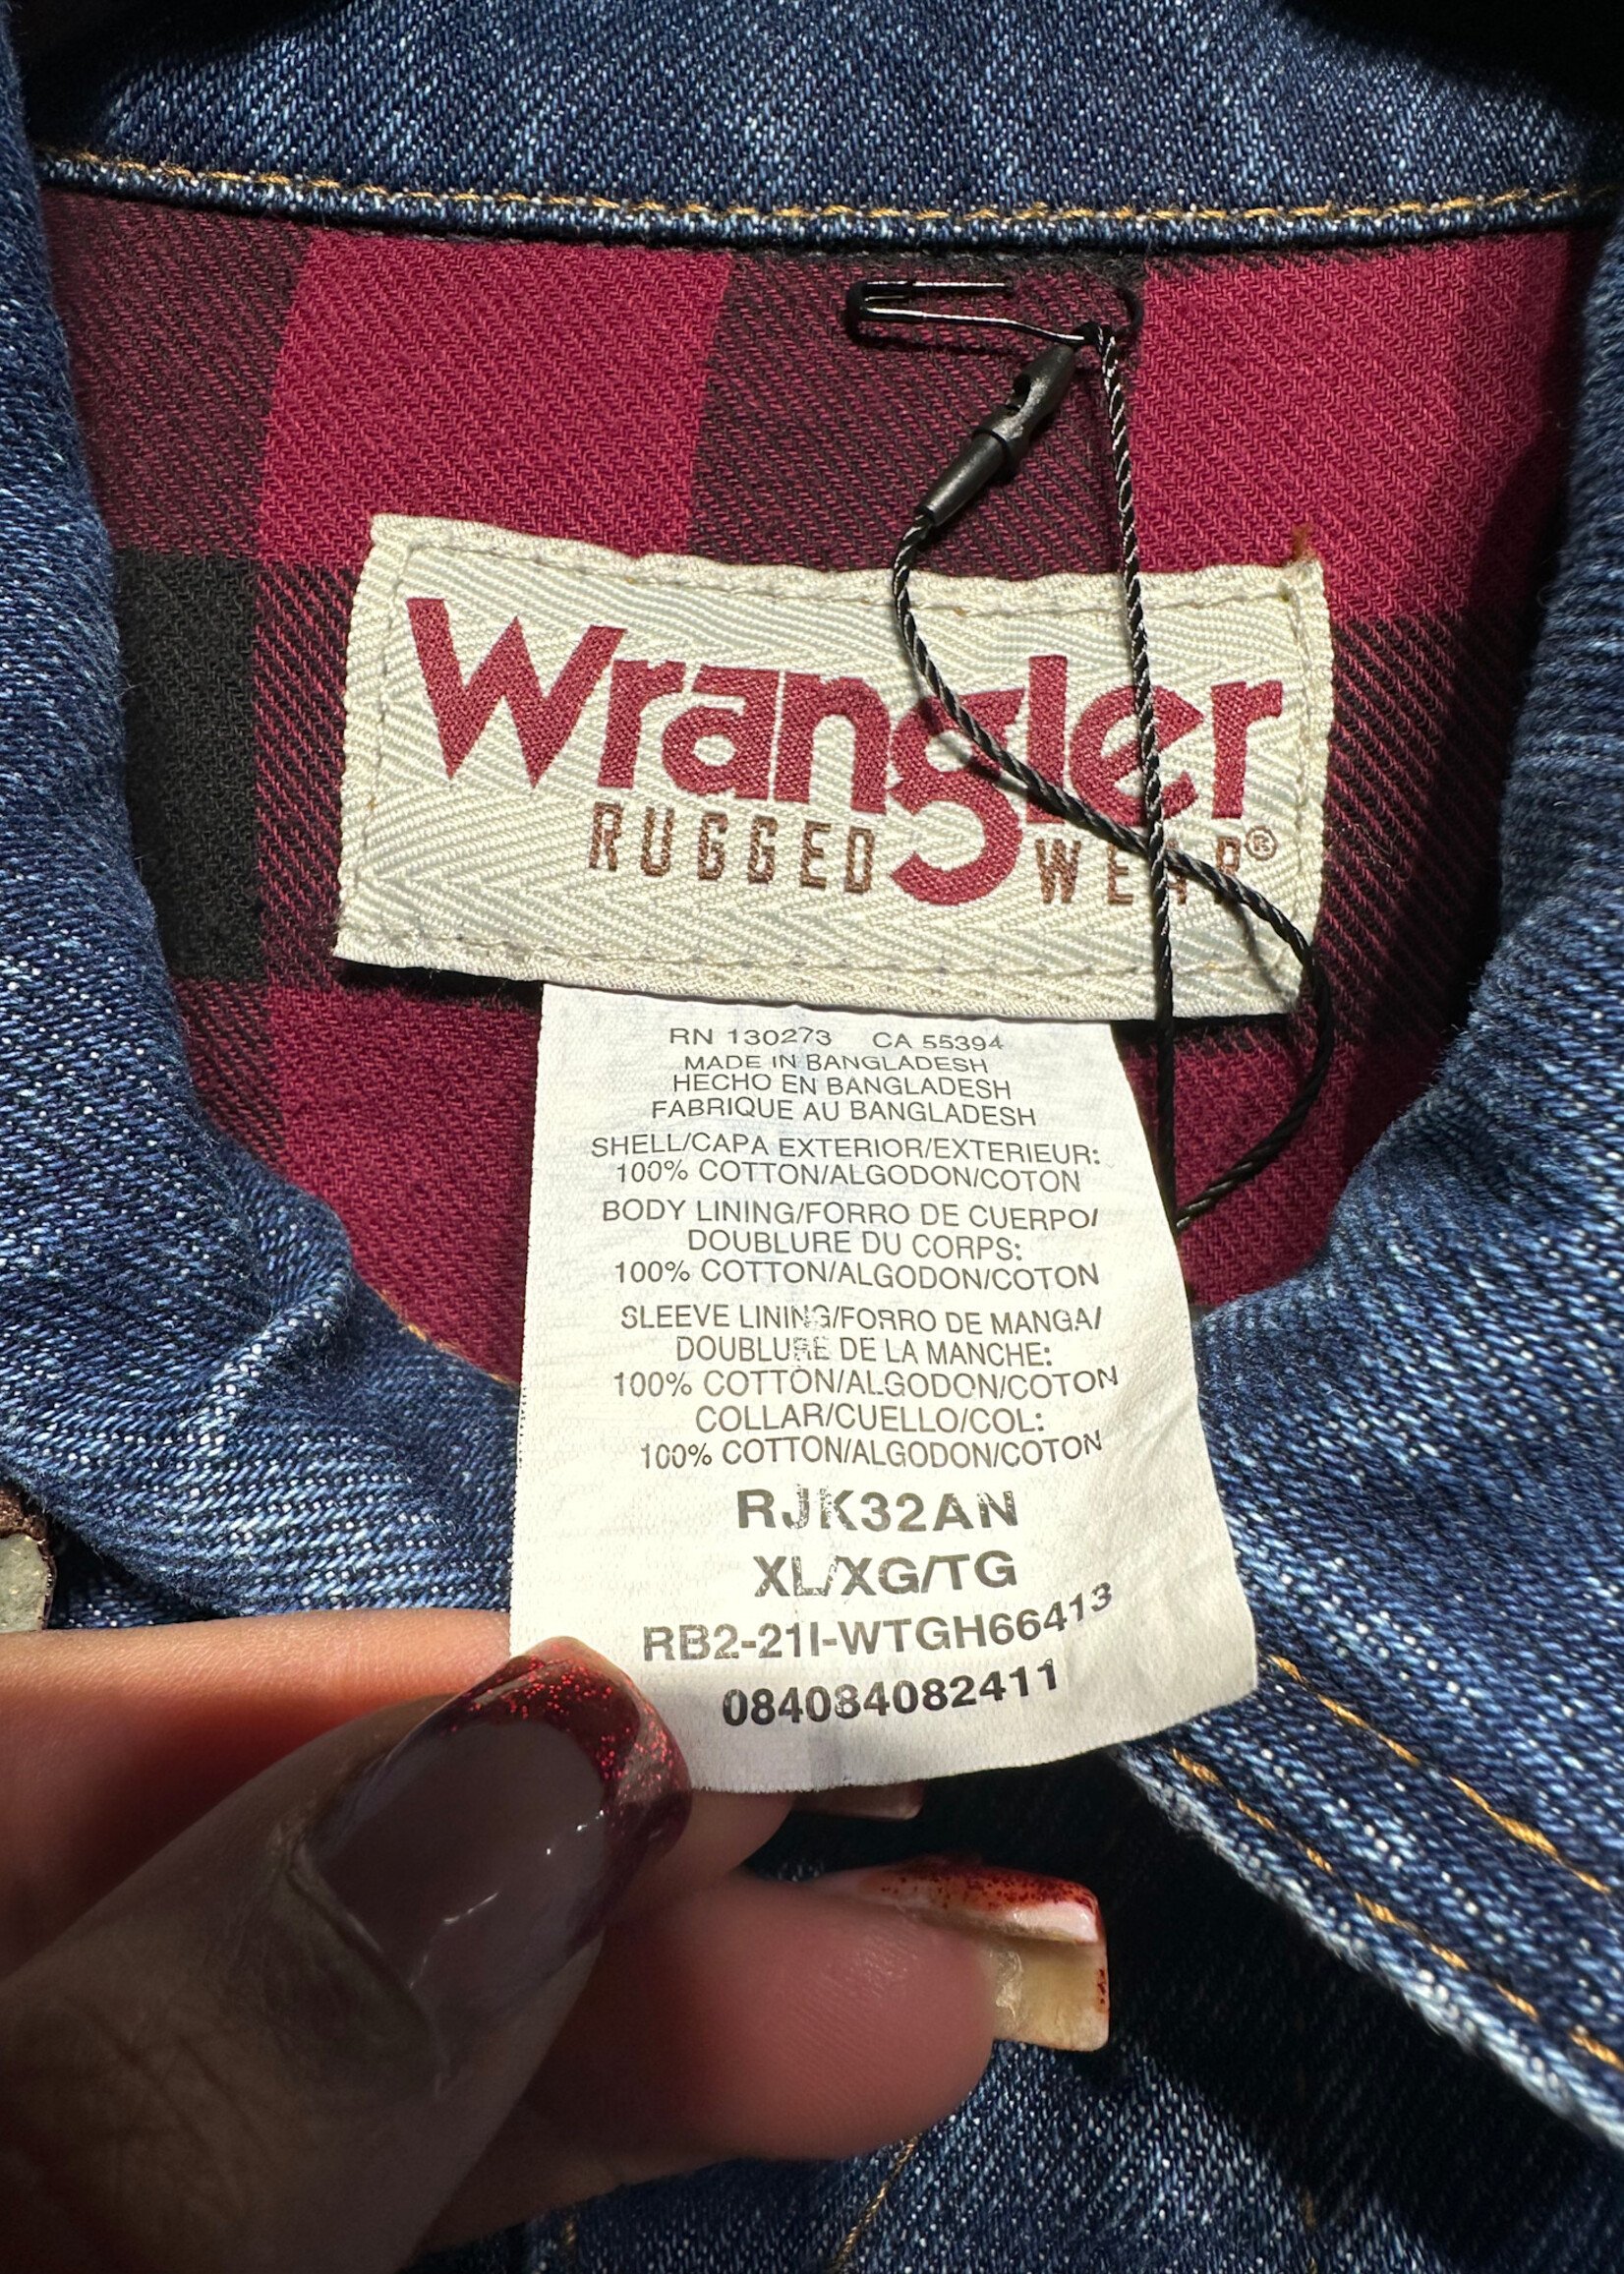 Wrangler
RUGGED WEAR®
RN 130273 CA 55394
MADE IN BANGLADESH
HECHO EN BANGLADESH
FABRIQUE AU BANGLADESH
SHELL/CAPA EXTERIOR/EXTERIEUR:
100% COTTON/ALGODON/COTON
BODY LINING/FORRO DE CUERPO/
DOUBLURE DU CORPS:
100% COTTON/ALGODON/COTON
SLEEVE LINING/FORRO DE MANGA/
DOUBLURE DE LA MANCHE:
100% COTTON/ALGODON/COTON
COLLAR/CUELLO/COL:
100% COTTON/ALGODON/COTON
RJK32AN
XL/XG/TG
RB2-21I-WTGH66413
084084082411